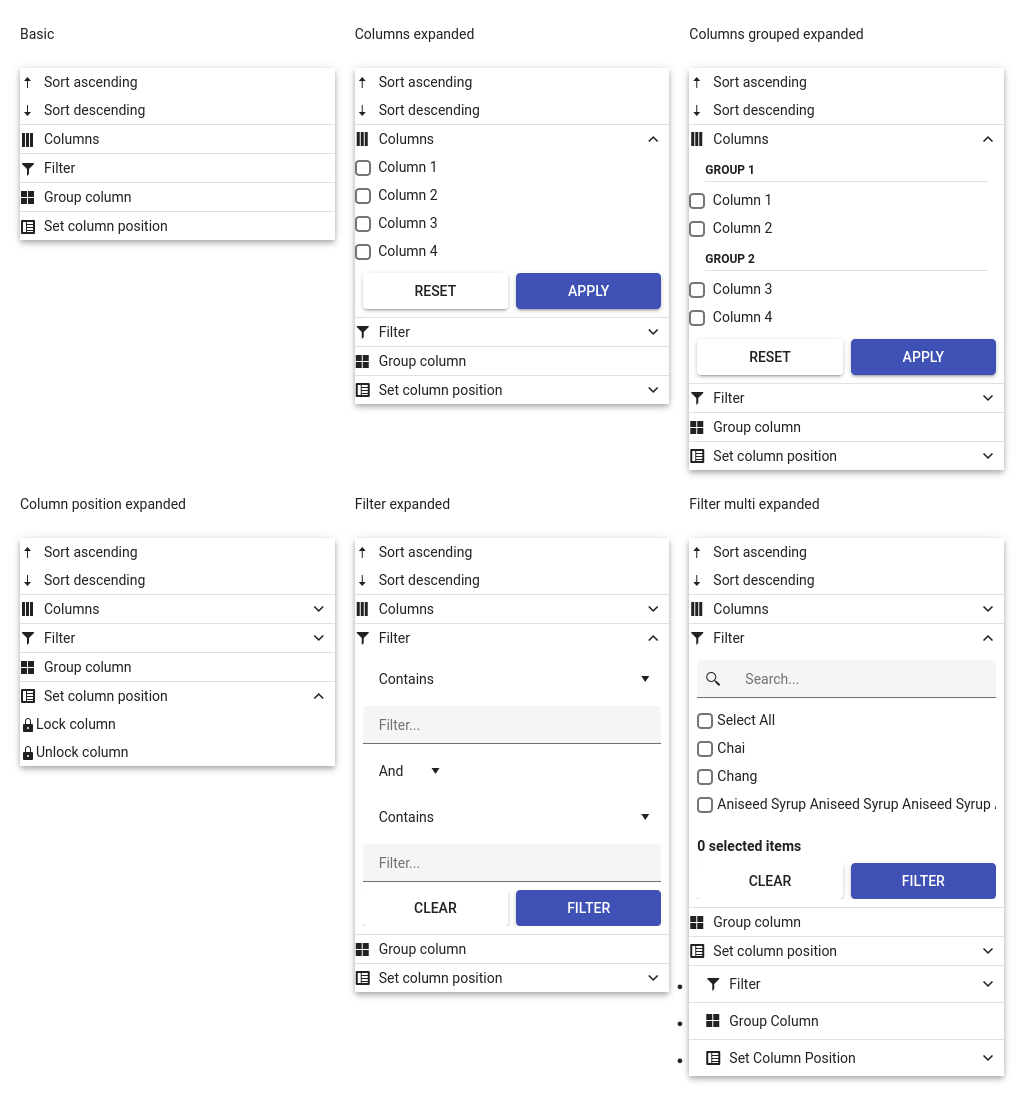 Basic
Sort ascending
Sort descending
Columns
Filter
Group column
Set column position
Columns expanded
Sort ascending
Sort descending
Columns
Column 1
Column 2
Column 3
Column 4
RESET APPLY
Filter
Group column
Set column position
Columns grouped expanded
Sort ascending
Sort descending
Columns
GROUP 1
Column 1
Column 2
GROUP 2
Column 3
Column 4
RESET APPLY
Filter
Group column
Set column position
Column position expanded
Sort ascending
Sort descending
Columns
Filter
Group column
Set column position
Lock column
Unlock column
Filter expanded
Sort ascending
Sort descending
Columns
Filter
Contains
Filter...
And
Contains
Filter...
CLEAR FILTER
Group column
Set column position
Filter multi expanded
Sort ascending
Sort descending
Columns
Filter
Search...
Select All
Chai
Chang
Aniseed Syrup Aniseed Syrup Aniseed Syrup
0 selected items
CLEAR FILTER
Group column
Set column position
Filter
Group Column
Set Column Position